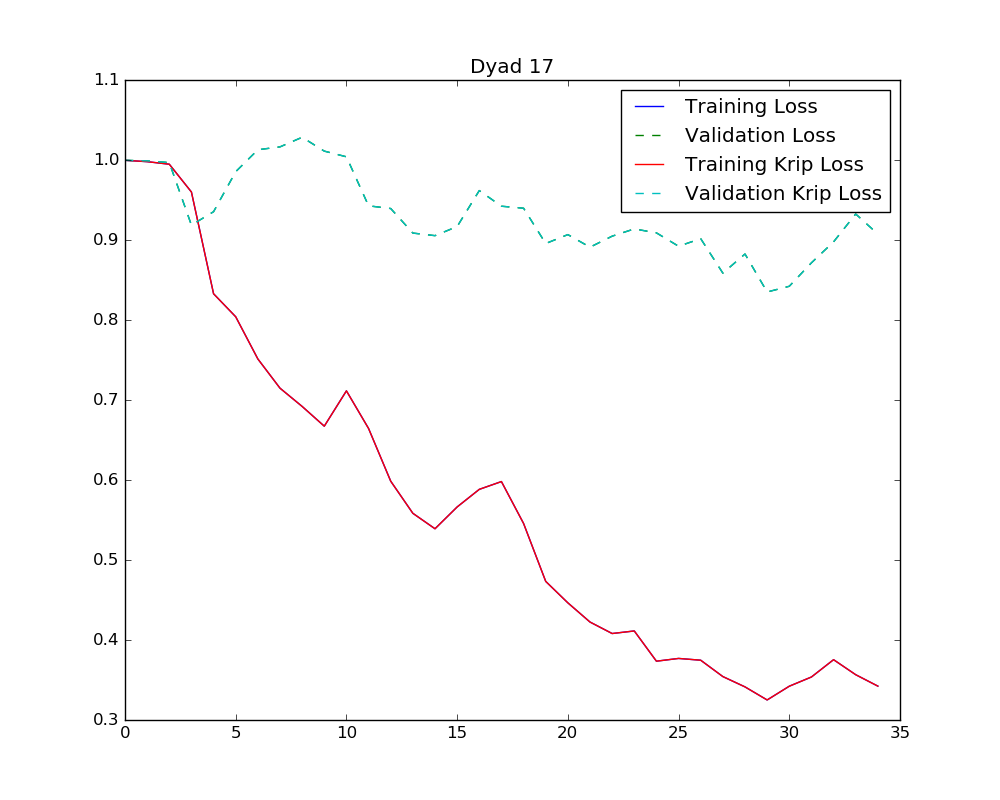 Dyad 17
1.1
1.0
0.9
0.8
0.7
0.6
0.5
0.4
0.3
0 5 10 15 20 25 30 35
Training Loss
Validation Loss
Training Krip Loss
Validation Krip Loss